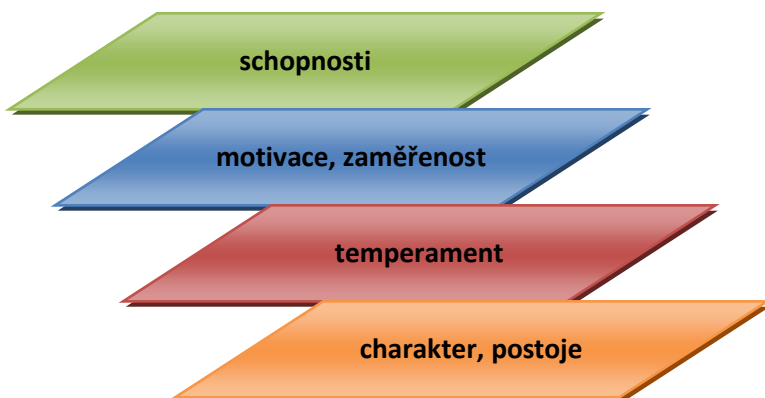 schopnosti
motivace, zaměřenost
temperament
charakter, postoje